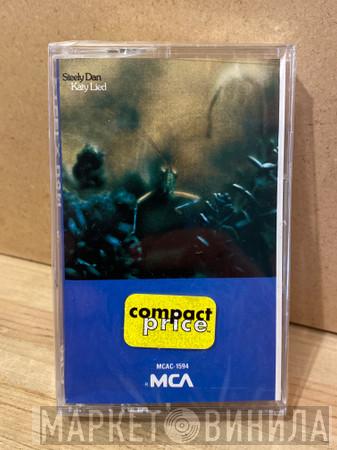 Steely Dan
Katy Lied
compact
price
MCAC-1594
MCA
МАРКЕТ ВИНИЛА